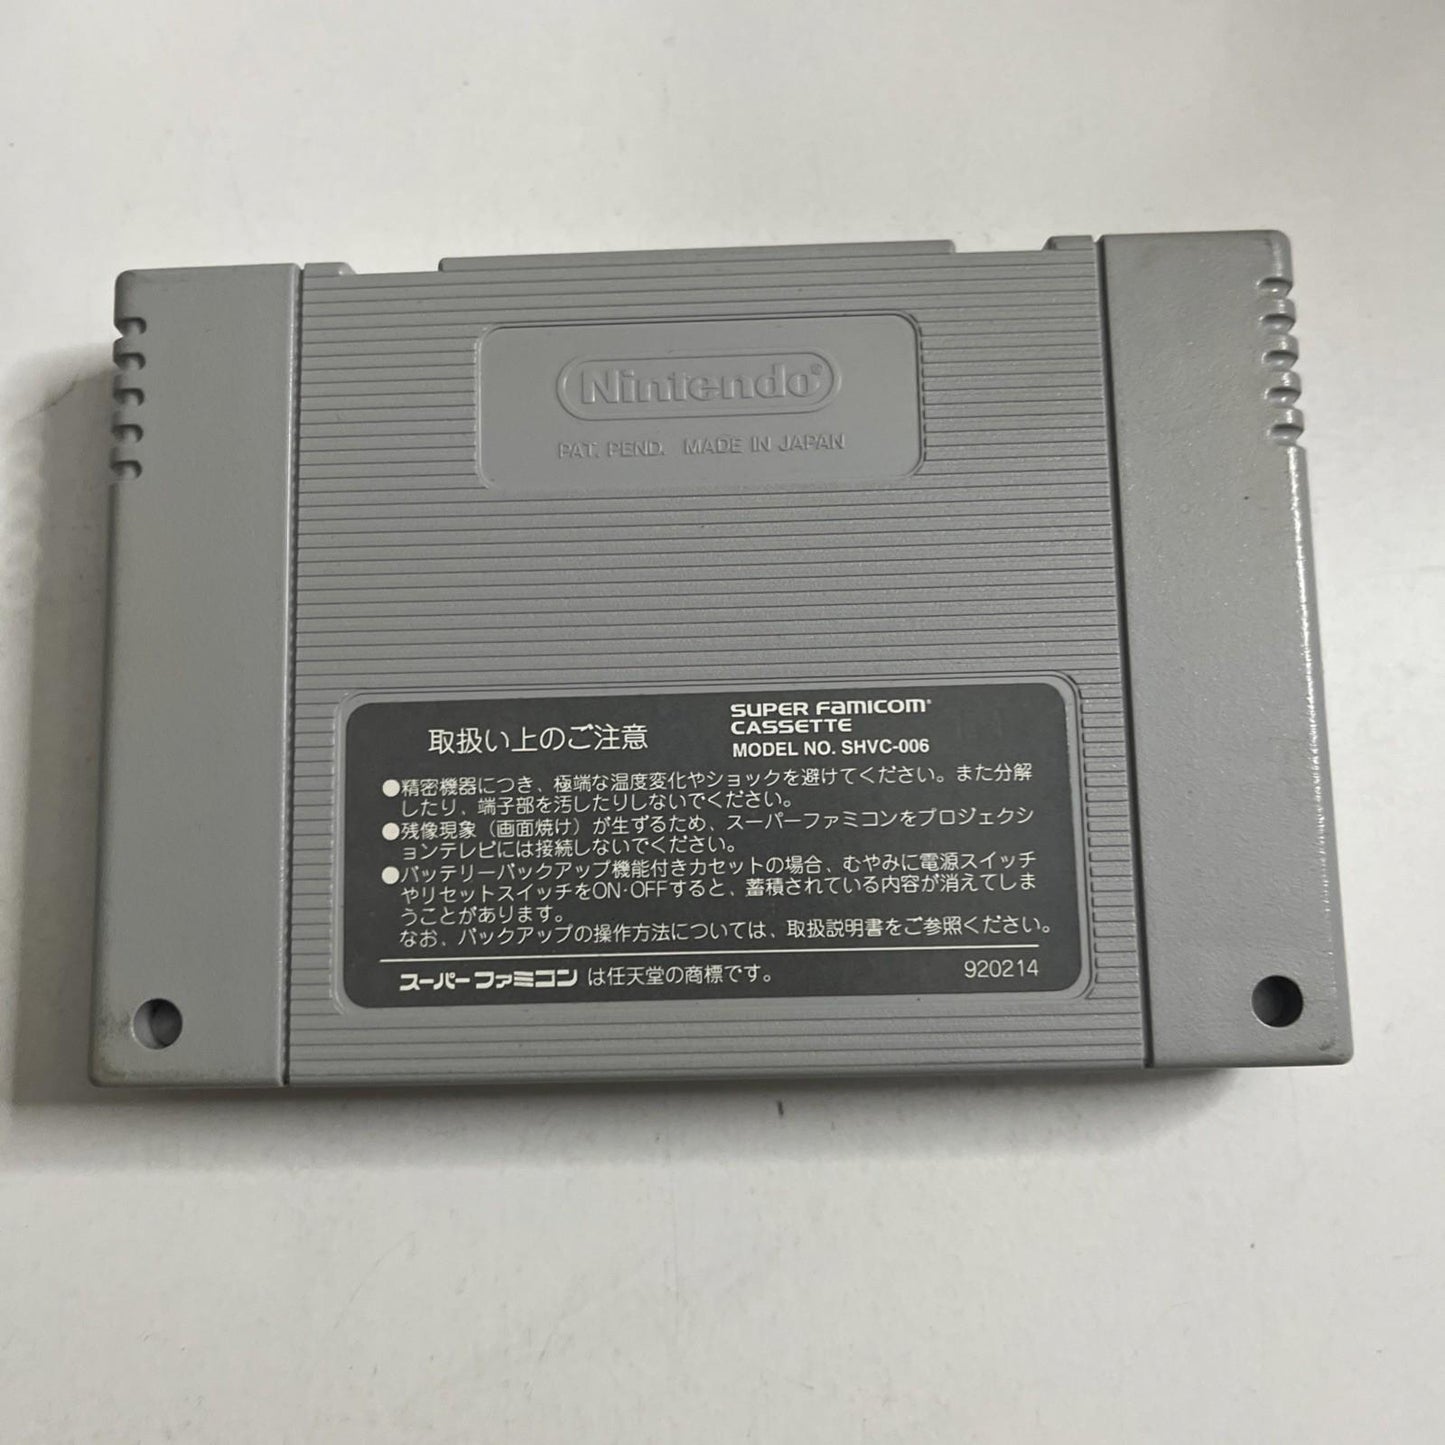 Nintendo®
PAT. PEND. MADE IN JAPAN
取扱い上のご注意
SUPER FAMICOM®
CASSETTE
MODEL NO. SHVC-006
●精密機器につき、極端な温度変化やショックを避けてください。また分解
したり、端子部を汚したりしないでください。
●残像現象（画面焼け）が生ずるため、スーパーファミコンをプロジェクシ
ョンテレビには接続しないでください。
●バッテリーバックアップ機能付きカセットの場合、むやみに電源スイッチ
やリセットスイッチをON·OFFすると、蓄積されている内容が消えてしま
うことがあります。
なお、バックアップの操作方法については、取扱説明書をご参照ください。
スーパーファミコン は任天堂の商標です。
920214